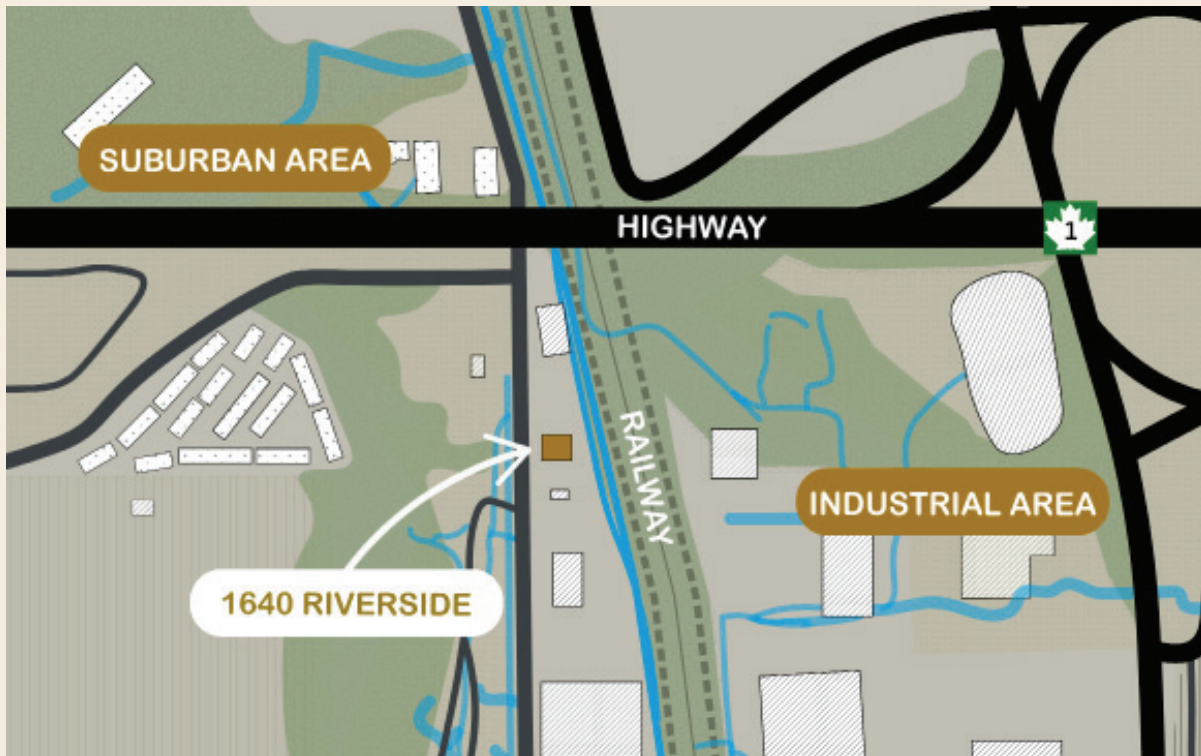 SUBURBAN AREA
HIGHWAY
1
RAILWAY
INDUSTRIAL AREA
1640 RIVERSIDE